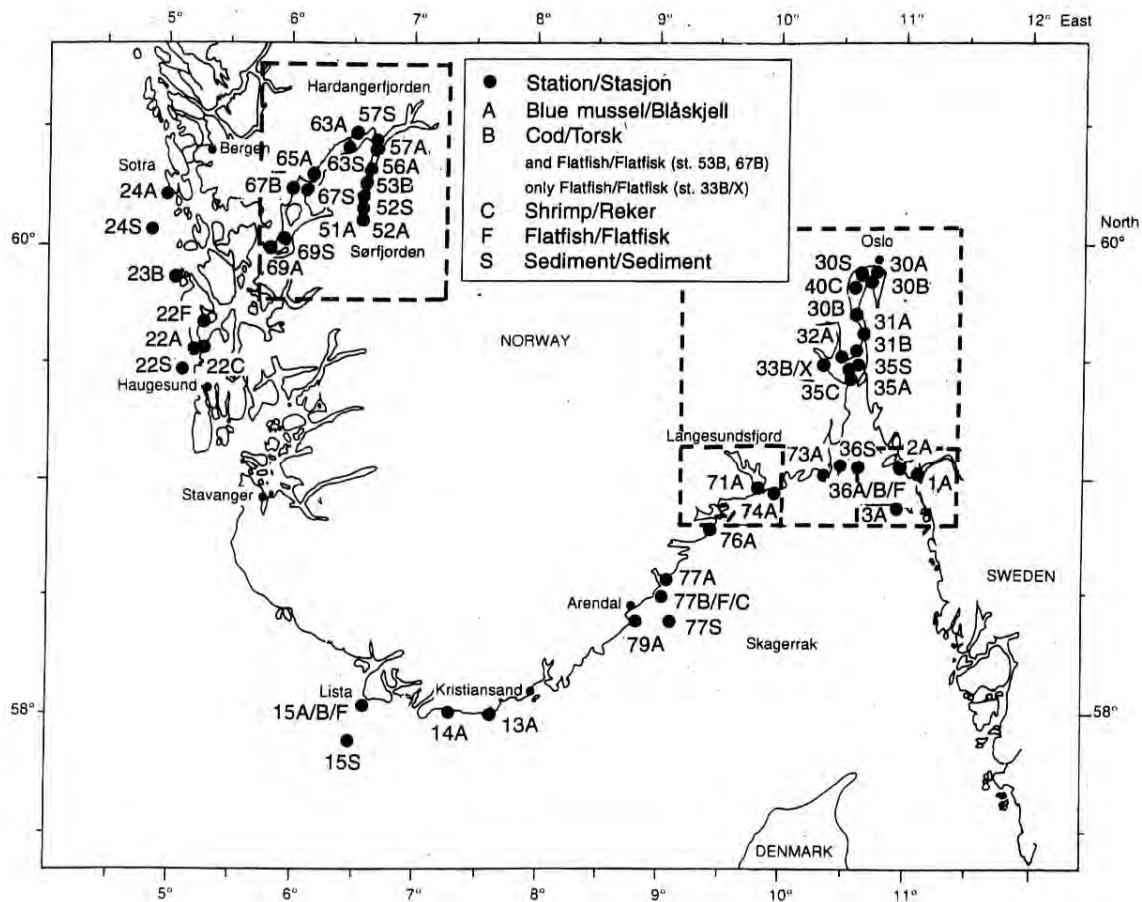 5° 6° 7° 8° 9° 10° 11° 12° East
North
Station/Stasjon
A Blue mussel/Blåskjell
B Cod/Torsk
and Flatfish/Flatfisk (st. 53B, 67B)
only Flatfish/Flatfisk (st. 33B/X)
C Shrimp/Reker
F Flatfish/Flatfisk
S Sediment/Sediment
Hardangerfjorden
57S
63A
57A
63S
56A
65A
53B
67B
67S
52S
51A
52A
69S
Sørfjorden
69A
Bergen
Sotra
24A
24S
23B
22F
22A
22S
22C
Haugesund
Stavanger
60°
60°
NORWAY
Oslo
30S
30A
40C
30B
30B
31A
32A
31B
33B/X
35S
35C
35A
Langesundsfjord
73A
36S
2A
71A
36A/B/F
1A
74A
3A
76A
77A
Arendal
77B/F/C
79A
77S
SWEDEN
Skagerrak
Lista
Kristiansand
15A/B/F
14A
13A
15S
58°
58°
DENMARK
5° 6° 7° 8° 9° 10° 11° 12°